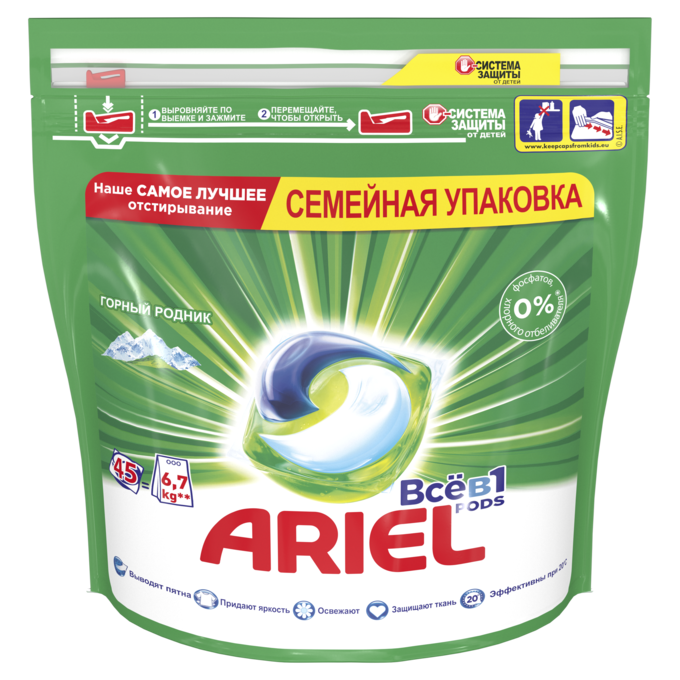 СИСТЕМА
ЗАЩИТЫ
ОТ ДЕТЕЙ
1 ВЫРОВНЯЙТЕ ПО
ВЫЕМКЕ И ЗАЖМИТЕ
2 ПЕРЕМЕЩАЙТЕ,
ЧТОБЫ ОТКРЫТЬ
СИСТЕМА
ЗАЩИТЫ
ОТ ДЕТЕЙ
www.keepcapsfromkids.eu
© A.I.S.E.
Наше САМОЕ ЛУЧШЕЕ
отстирывание
СЕМЕЙНАЯ УПАКОВКА
ГОРНЫЙ РОДНИК
фосфатов,
0%
хлорного отбеливателя*
45
=
6,7
kg**
Всёв1
PODS
ARIEL
Выводят пятна
Придают яркость
Освежают
Защищают ткань
20°
Эффективны при 20°С